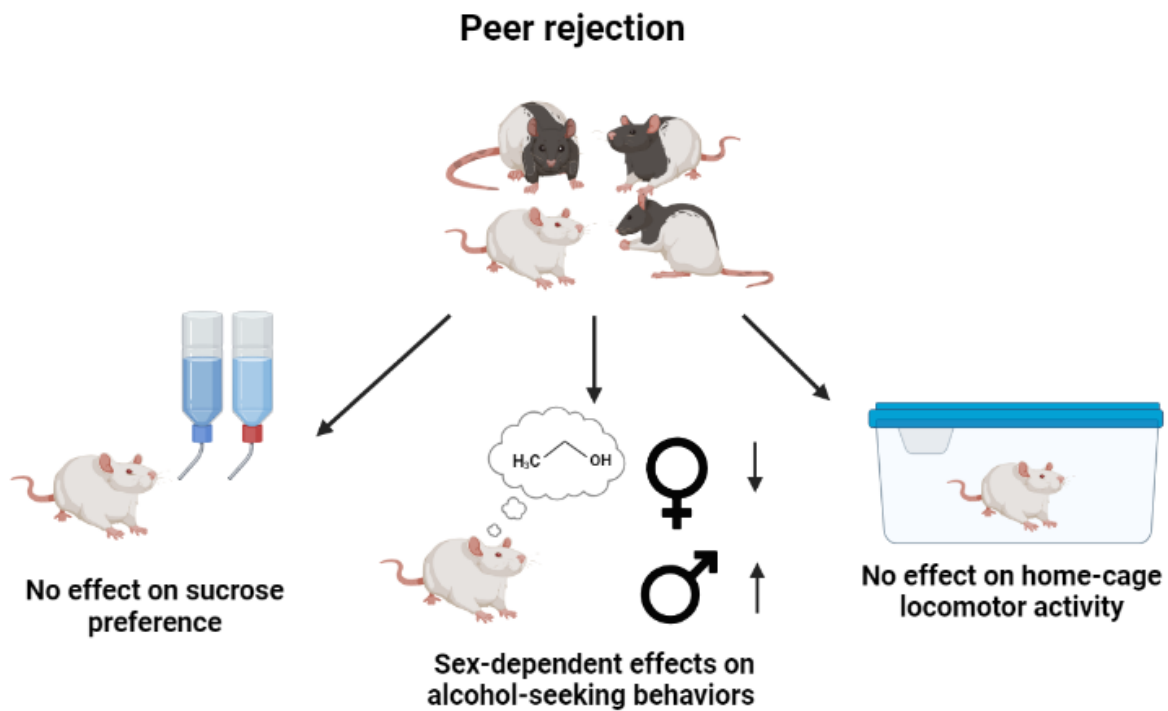 Peer rejection
H₃C
OH
No effect on sucrose
preference
Sex-dependent effects on
alcohol-seeking behaviors
No effect on home-cage
locomotor activity